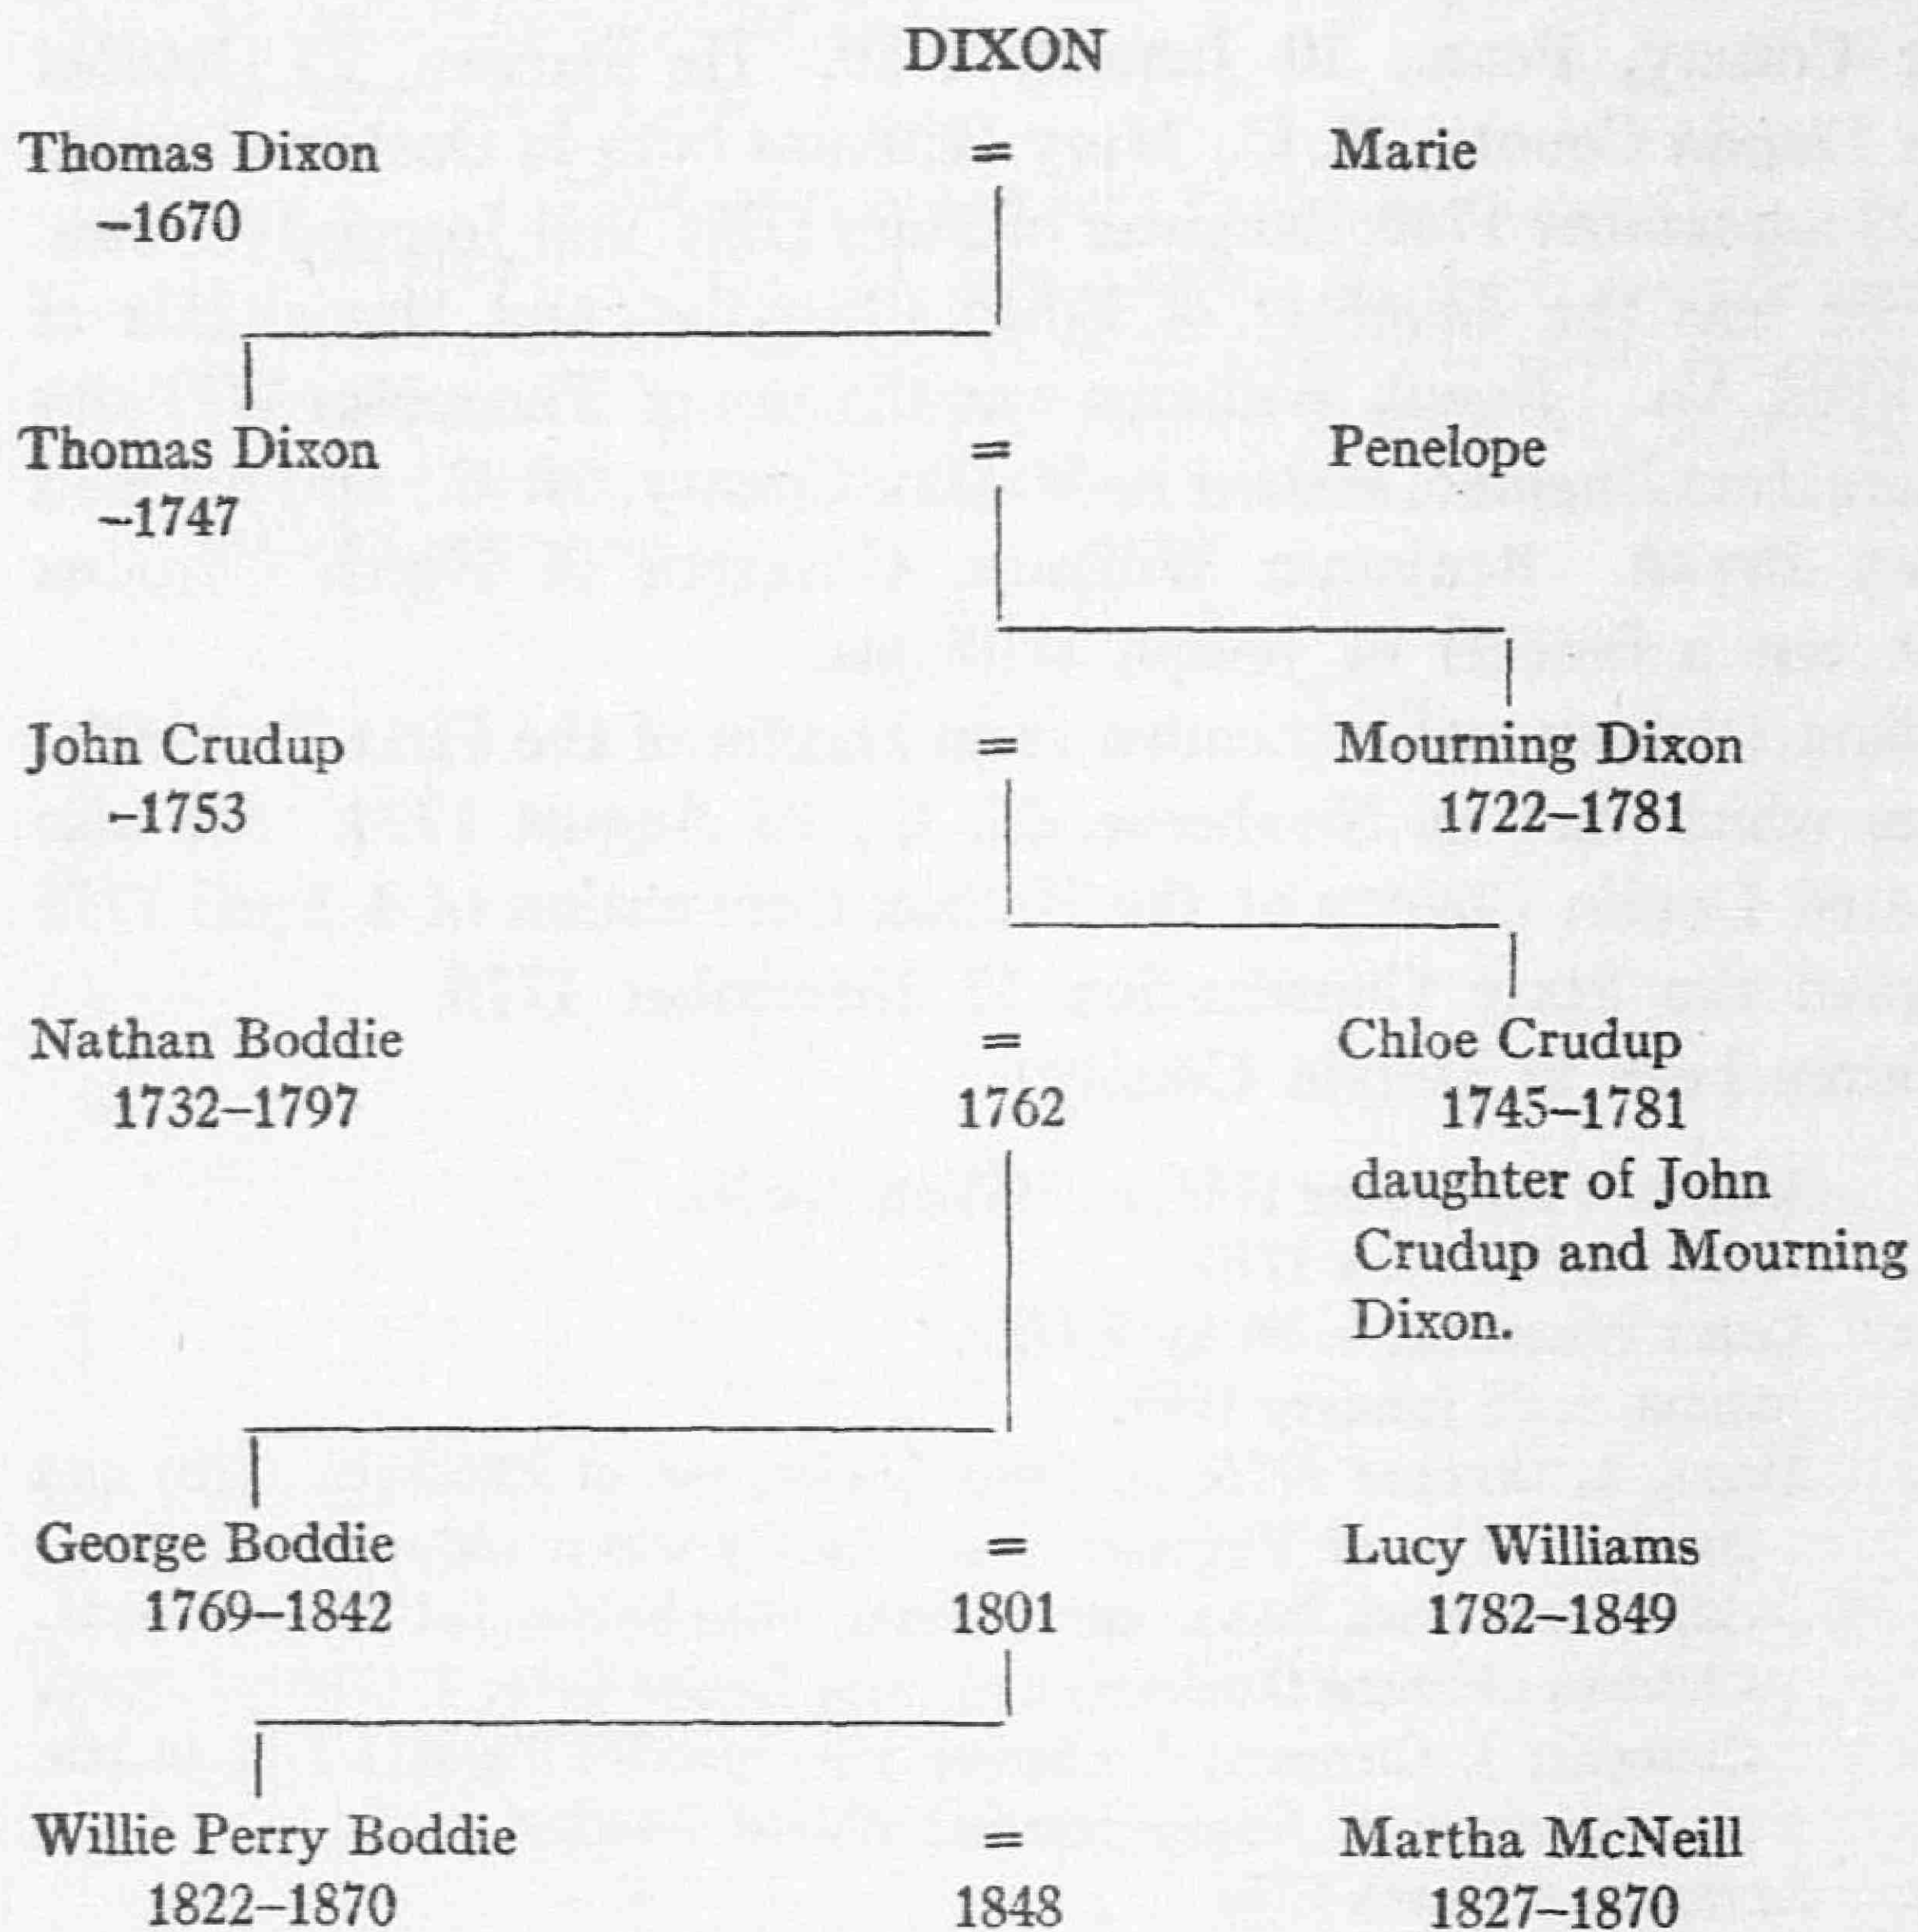 DIXON
Thomas Dixon = Marie
–1670
Thomas Dixon = Penelope
–1747
John Crudup = Mourning Dixon
–1753 1722–1781
Nathan Boddie = Chloe Crudup
1732–1797 1762 1745–1781
daughter of John
Crudup and Mourning
Dixon.
George Boddie = Lucy Williams
1769–1842 1801 1782–1849
Willie Perry Boddie = Martha McNeill
1822–1870 1848 1827–1870